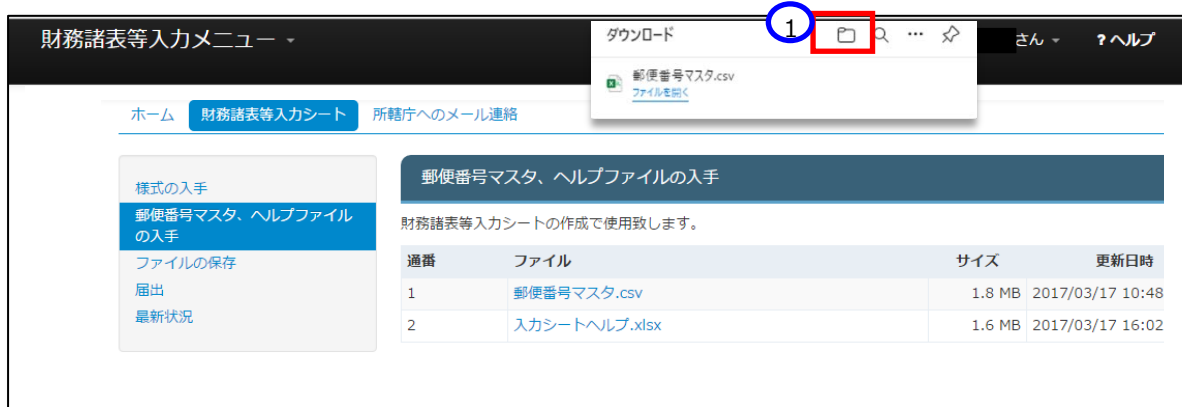 財務諸表等入力メニュー
ダウンロード
1
さん
?ヘルプ
郵便番号マスタ.csv
ファイルを開く
ホーム
財務諸表等入力シート
所轄庁へのメール連絡
様式の入手
郵便番号マスタ、ヘルプファイル
の入手
ファイルの保存
届出
最新状況
郵便番号マスタ、ヘルプファイルの入手
財務諸表等入力シートの作成で使用致します。
通番 ファイル サイズ 更新日時
1 郵便番号マスタ.csv 1.8 MB 2017/03/17 10:48
2 入力シートヘルプ.xlsx 1.6 MB 2017/03/17 16:02